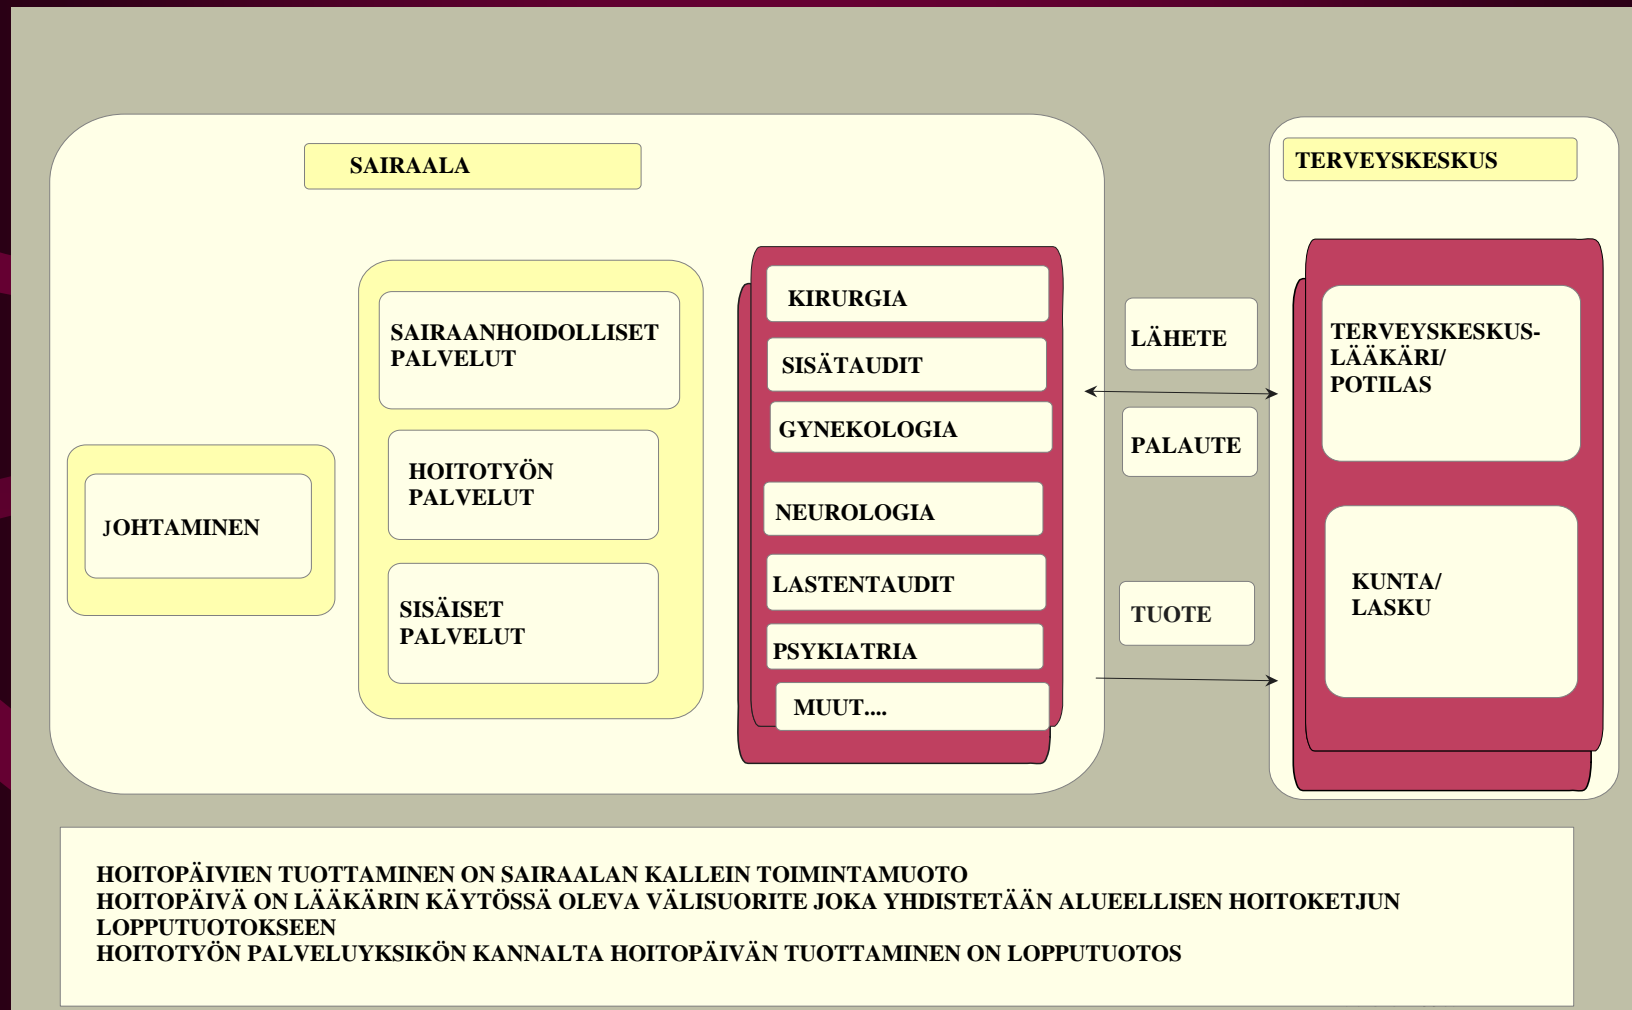 SAIRAALA
TERVEYSKESKUS
JOHTAMINEN
SAIRAANHOIDOLLISET
PALVELUT
HOITOTYÖN
PALVELUT
SISÄISET
PALVELUT
KIRURGIA
SISÄTAUDIT
GYNEKOLOGIA
NEUROLOGIA
LASTENTAUDIT
PSYKIATRIA
MUUT....
LÄHETE
PALAUTE
TUOTE
TERVEYSKESKUS-
LÄÄKÄRI/
POTILAS
KUNTA/
LASKU
HOITOPÄIVIEN TUOTTAMINEN ON SAIRAALAN KALLEIN TOIMINTAMUOTO
HOITOPÄIVÄ ON LÄÄKÄRIN KÄYTÖSSÄ OLEVA VÄLISUORITE JOKA YHDISTETÄÄN ALUEELLISEN HOITOKETJUN
LOPPUTUOTOKSEEN
HOITOTYÖN PALVELUYKSIKÖN KANNALTA HOITOPÄIVÄN TUOTTAMINEN ON LOPPUTUOTOS